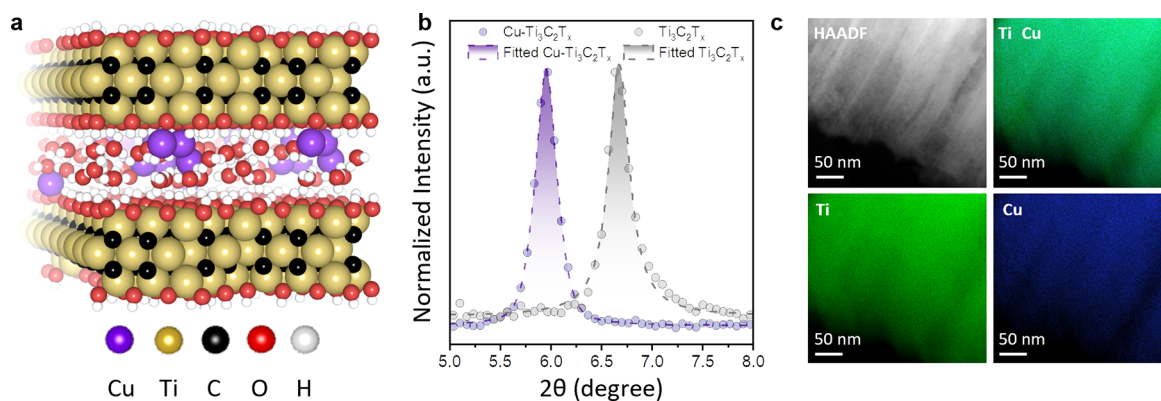 a
Cu Ti C O H
b
Cu-Ti₃C₂Tₓ Ti₃C₂Tₓ
Fitted Cu-Ti₃C₂Tₓ Fitted Ti₃C₂Tₓ
Normalized Intensity (a.u.)
5.0 5.5 6.0 6.5 7.0 7.5 8.0
2θ (degree)
c
HAADF
50 nm
Ti Cu
50 nm
Ti
50 nm
Cu
50 nm